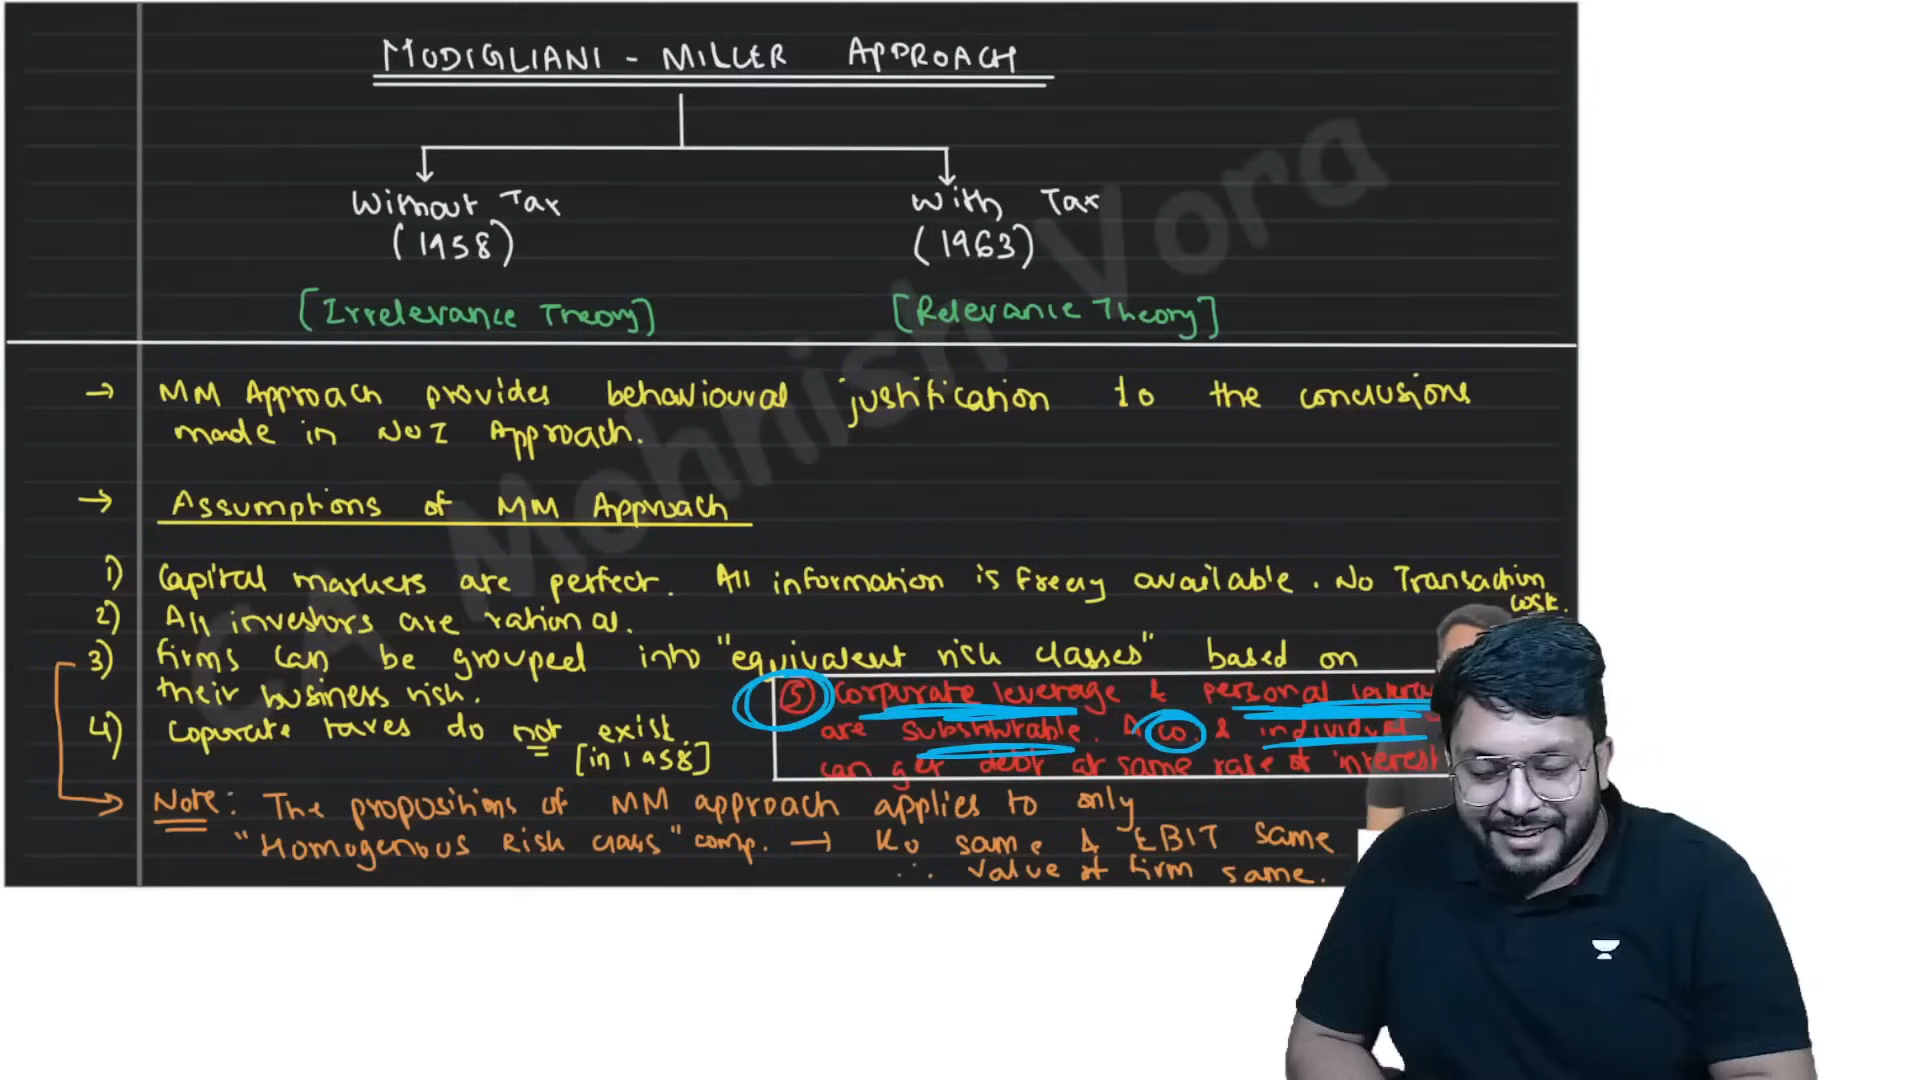 MODIGLIANI - MILLER APPROACH
Without Tax
(1958)
With Tax
(1963)
[Irrelevance Theory]
[Relevance Theory]
→ MM Approach provides behavioural justification to the conclusions
made in NOI Approach.
→ Assumptions of MM Approach
1) Capital markets are perfect. All information is freely available. No Transaction
cost.
2) All investors are rational.
3) Firms can be grouped into "equivalent risk classes" based on
their business risk.
4) Coporate taxes do not exist.
[in 1958]
5 Corporate leverage & personal
are substitutable. & co. & individual
can get debt at same rate of interest
Note: The propositions of MM approach applies to only
"Homogenous Risk class" comp. → Ko same & EBIT same
∴ value of firm same.
CA Mohnish Vora